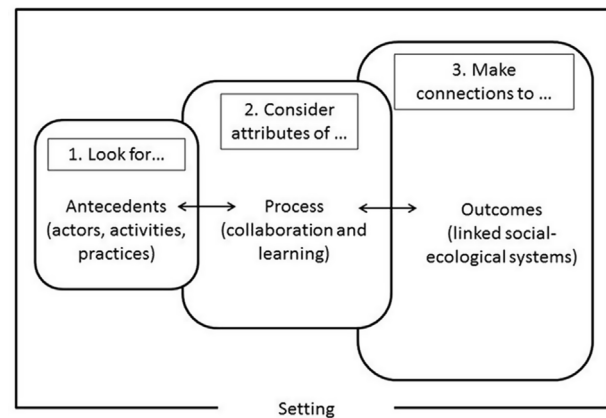 1. Look for...
Antecedents
(actors, activities,
practices)
2. Consider
attributes of ...
Process
(collaboration and
learning)
3. Make
connections to ...
Outcomes
(linked social-
ecological systems)
Setting